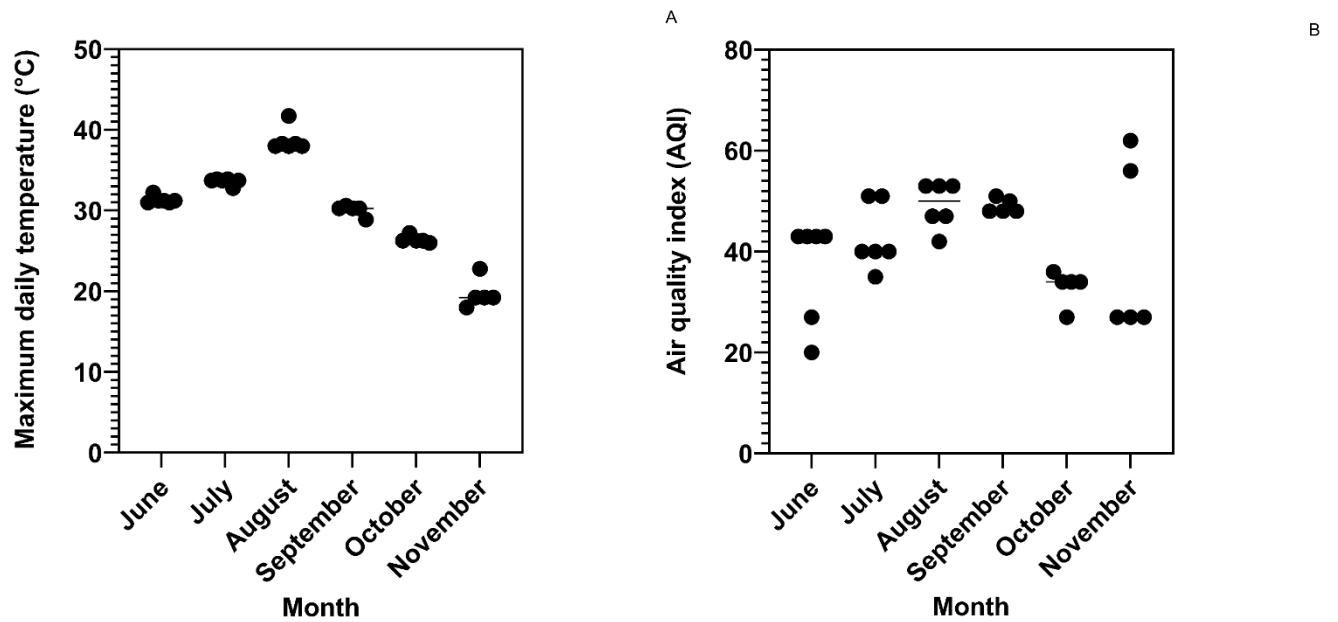 A
Maximum daily temperature (°C)
50
40
30
20
10
0
June
July
August
September
October
November
Month
B
Air quality index (AQI)
80
60
40
20
0
June
July
August
September
October
November
Month